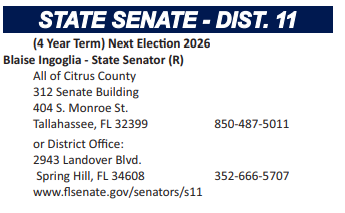 STATE SENATE - DIST. 11
(4 Year Term) Next Election 2026
Blaise Ingoglia - State Senator (R)
All of Citrus County
312 Senate Building
404 S. Monroe St.
Tallahassee, FL 32399 850-487-5011
or District Office:
2943 Landover Blvd.
Spring Hill, FL 34608 352-666-5707
www.flsenate.gov/senators/s11